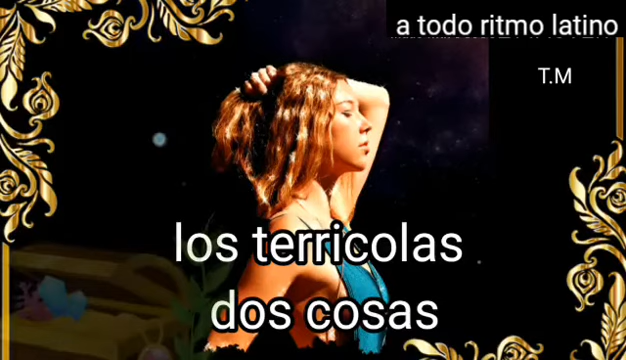 a todo ritmo latino
T.M
los terricolas
dos cosas